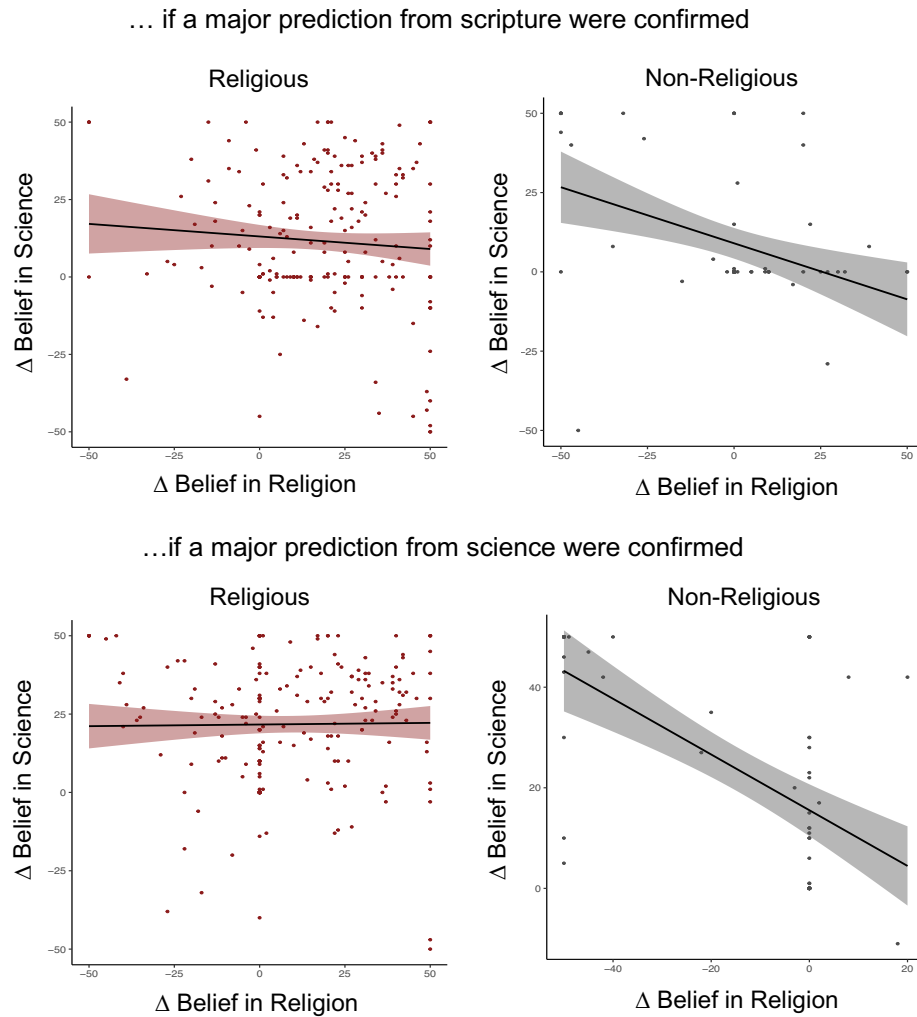 … if a major prediction from scripture were confirmed
Religious
Non-Religious
Δ Belief in Science
50
25
0
−25
−50
−50
−25
0
25
50
Δ Belief in Religion
Δ Belief in Science
50
25
0
−25
−50
−50
−25
0
25
50
Δ Belief in Religion
…if a major prediction from science were confirmed
Religious
Non-Religious
Δ Belief in Science
50
25
0
−25
−50
−50
−25
0
25
50
Δ Belief in Religion
Δ Belief in Science
40
20
0
−40
−20
0
20
Δ Belief in Religion